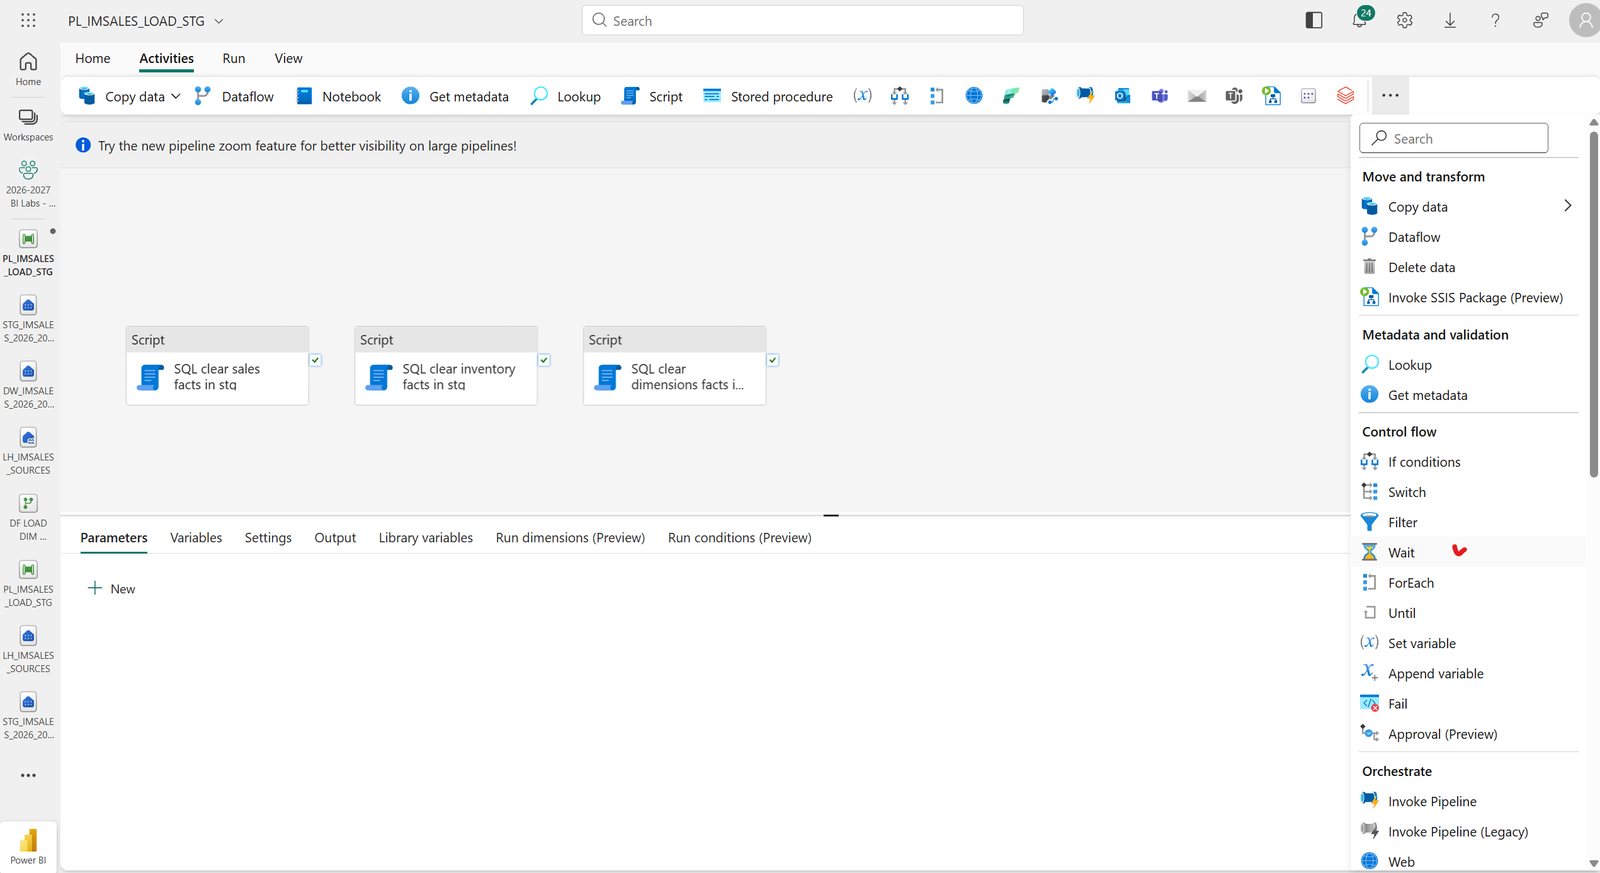 PL_IMSALES_LOAD_STG
Search
24
Home
Activities
Run
View
Copy data
Dataflow
Notebook
Get metadata
Lookup
Script
Stored procedure
(x)
Try the new pipeline zoom feature for better visibility on large pipelines!
Home
Workspaces
2026-2027
BI Labs - ...
PL_IMSALES
_LOAD_STG
STG_IMSALE
S_2026_20...
DW_IMSALE
S_2026_20...
LH_IMSALES
_SOURCES
DF LOAD
DIM ...
PL_IMSALES
_LOAD_STG
LH_IMSALES
_SOURCES
STG_IMSALE
S_2026_20...
Power BI
Script
SQL clear sales
facts in stg
Script
SQL clear inventory
facts in stg
Script
SQL clear
dimensions facts i...
Parameters
Variables
Settings
Output
Library variables
Run dimensions (Preview)
Run conditions (Preview)
New
Search
Move and transform
Copy data
Dataflow
Delete data
Invoke SSIS Package (Preview)
Metadata and validation
Lookup
Get metadata
Control flow
If conditions
Switch
Filter
Wait
ForEach
Until
(x) Set variable
Append variable
Fail
Approval (Preview)
Orchestrate
Invoke Pipeline
Invoke Pipeline (Legacy)
Web